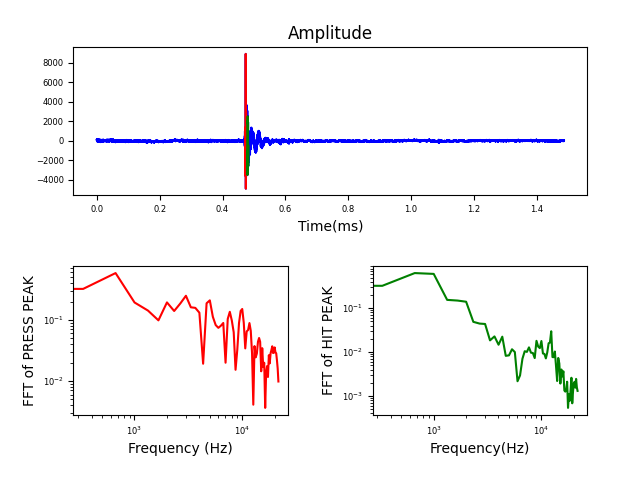 Amplitude
8000
6000
4000
2000
0
−2000
−4000
0.0 0.2 0.4 0.6 0.8 1.0 1.2 1.4
Time(ms)
FFT of PRESS PEAK
10⁻¹
10⁻²
10³ 10⁴
Frequency (Hz)
FFT of HIT PEAK
10⁻¹
10⁻²
10⁻³
10³ 10⁴
Frequency(Hz)